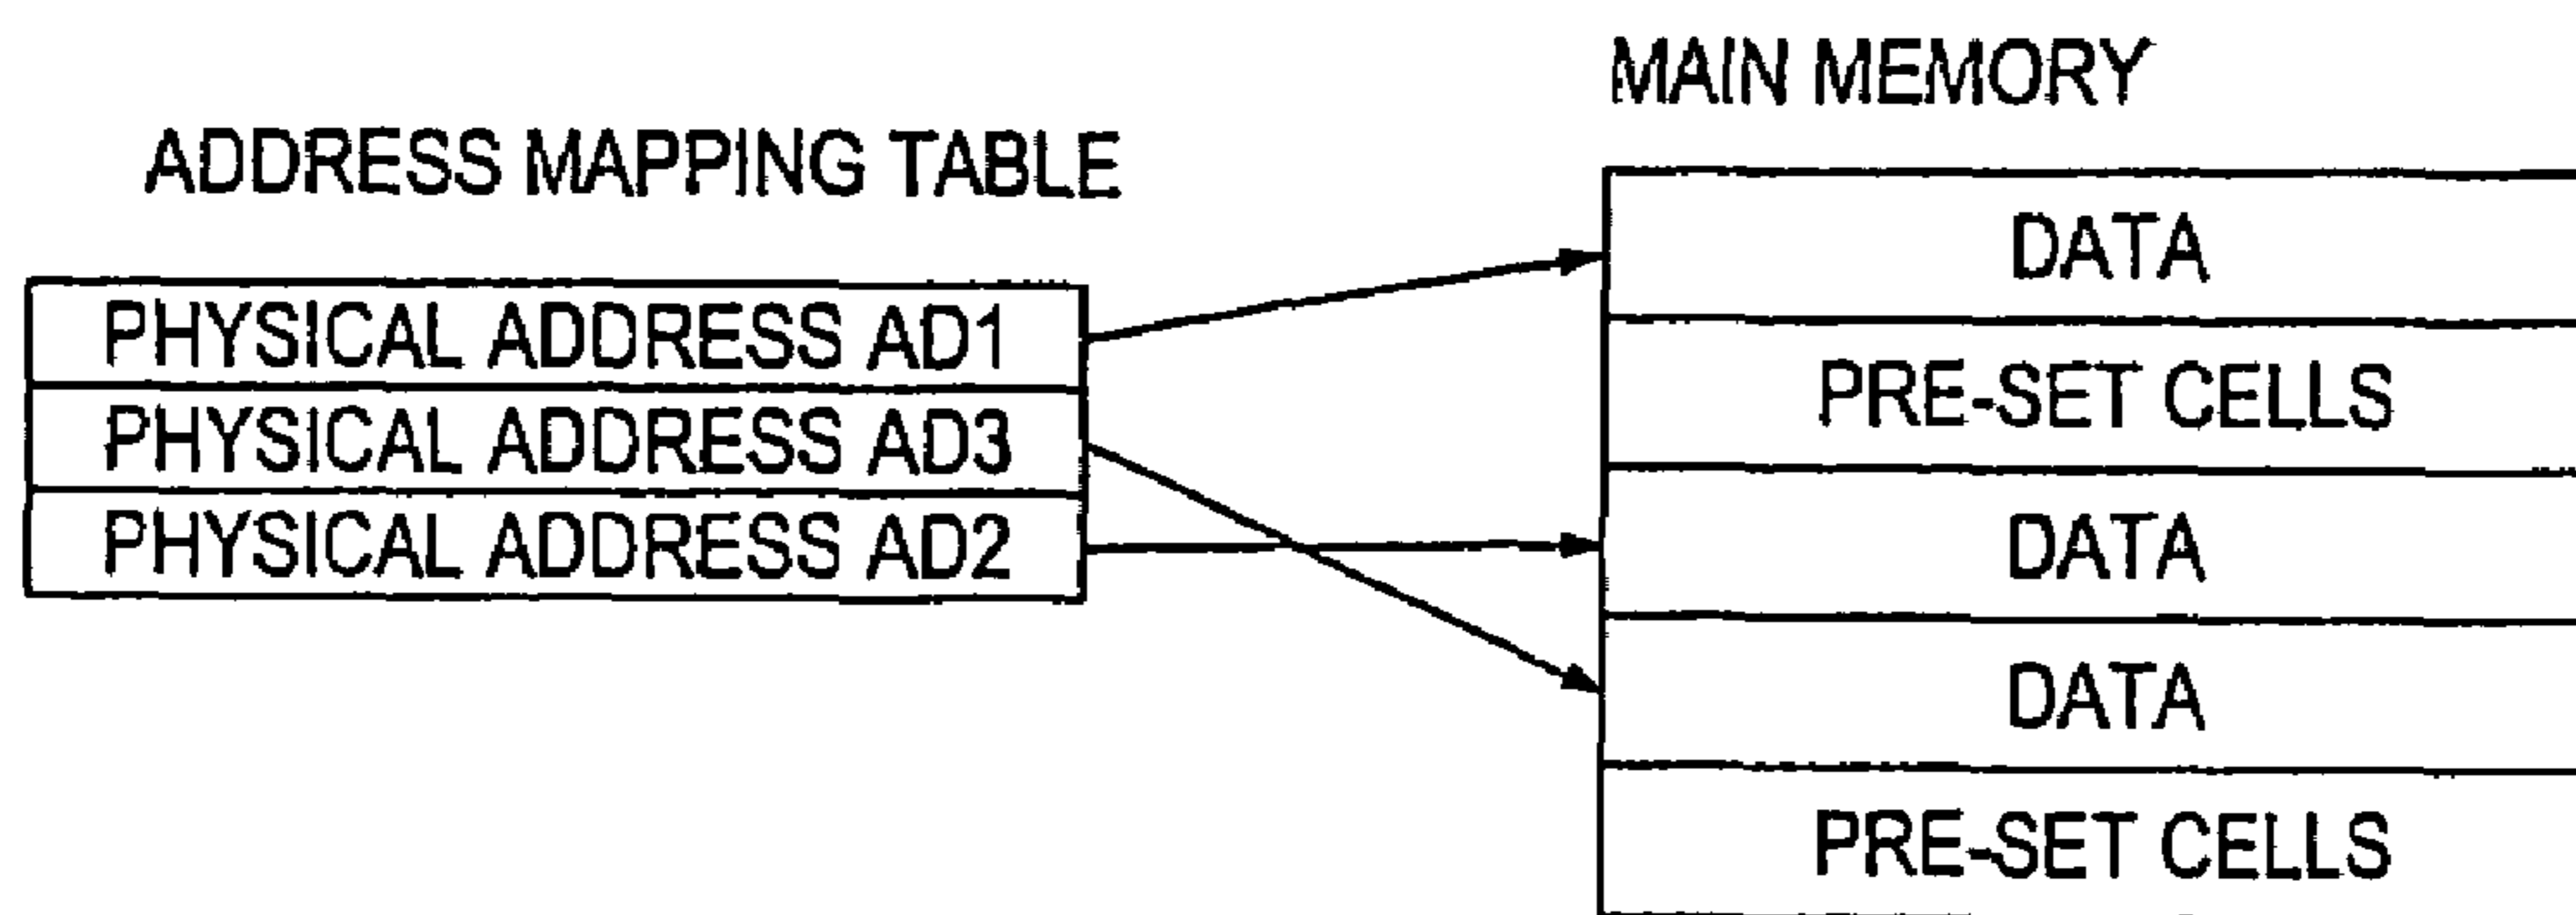 ADDRESS MAPPING TABLE
PHYSICAL ADDRESS AD1
PHYSICAL ADDRESS AD3
PHYSICAL ADDRESS AD2
MAIN MEMORY
DATA
PRE-SET CELLS
DATA
DATA
PRE-SET CELLS